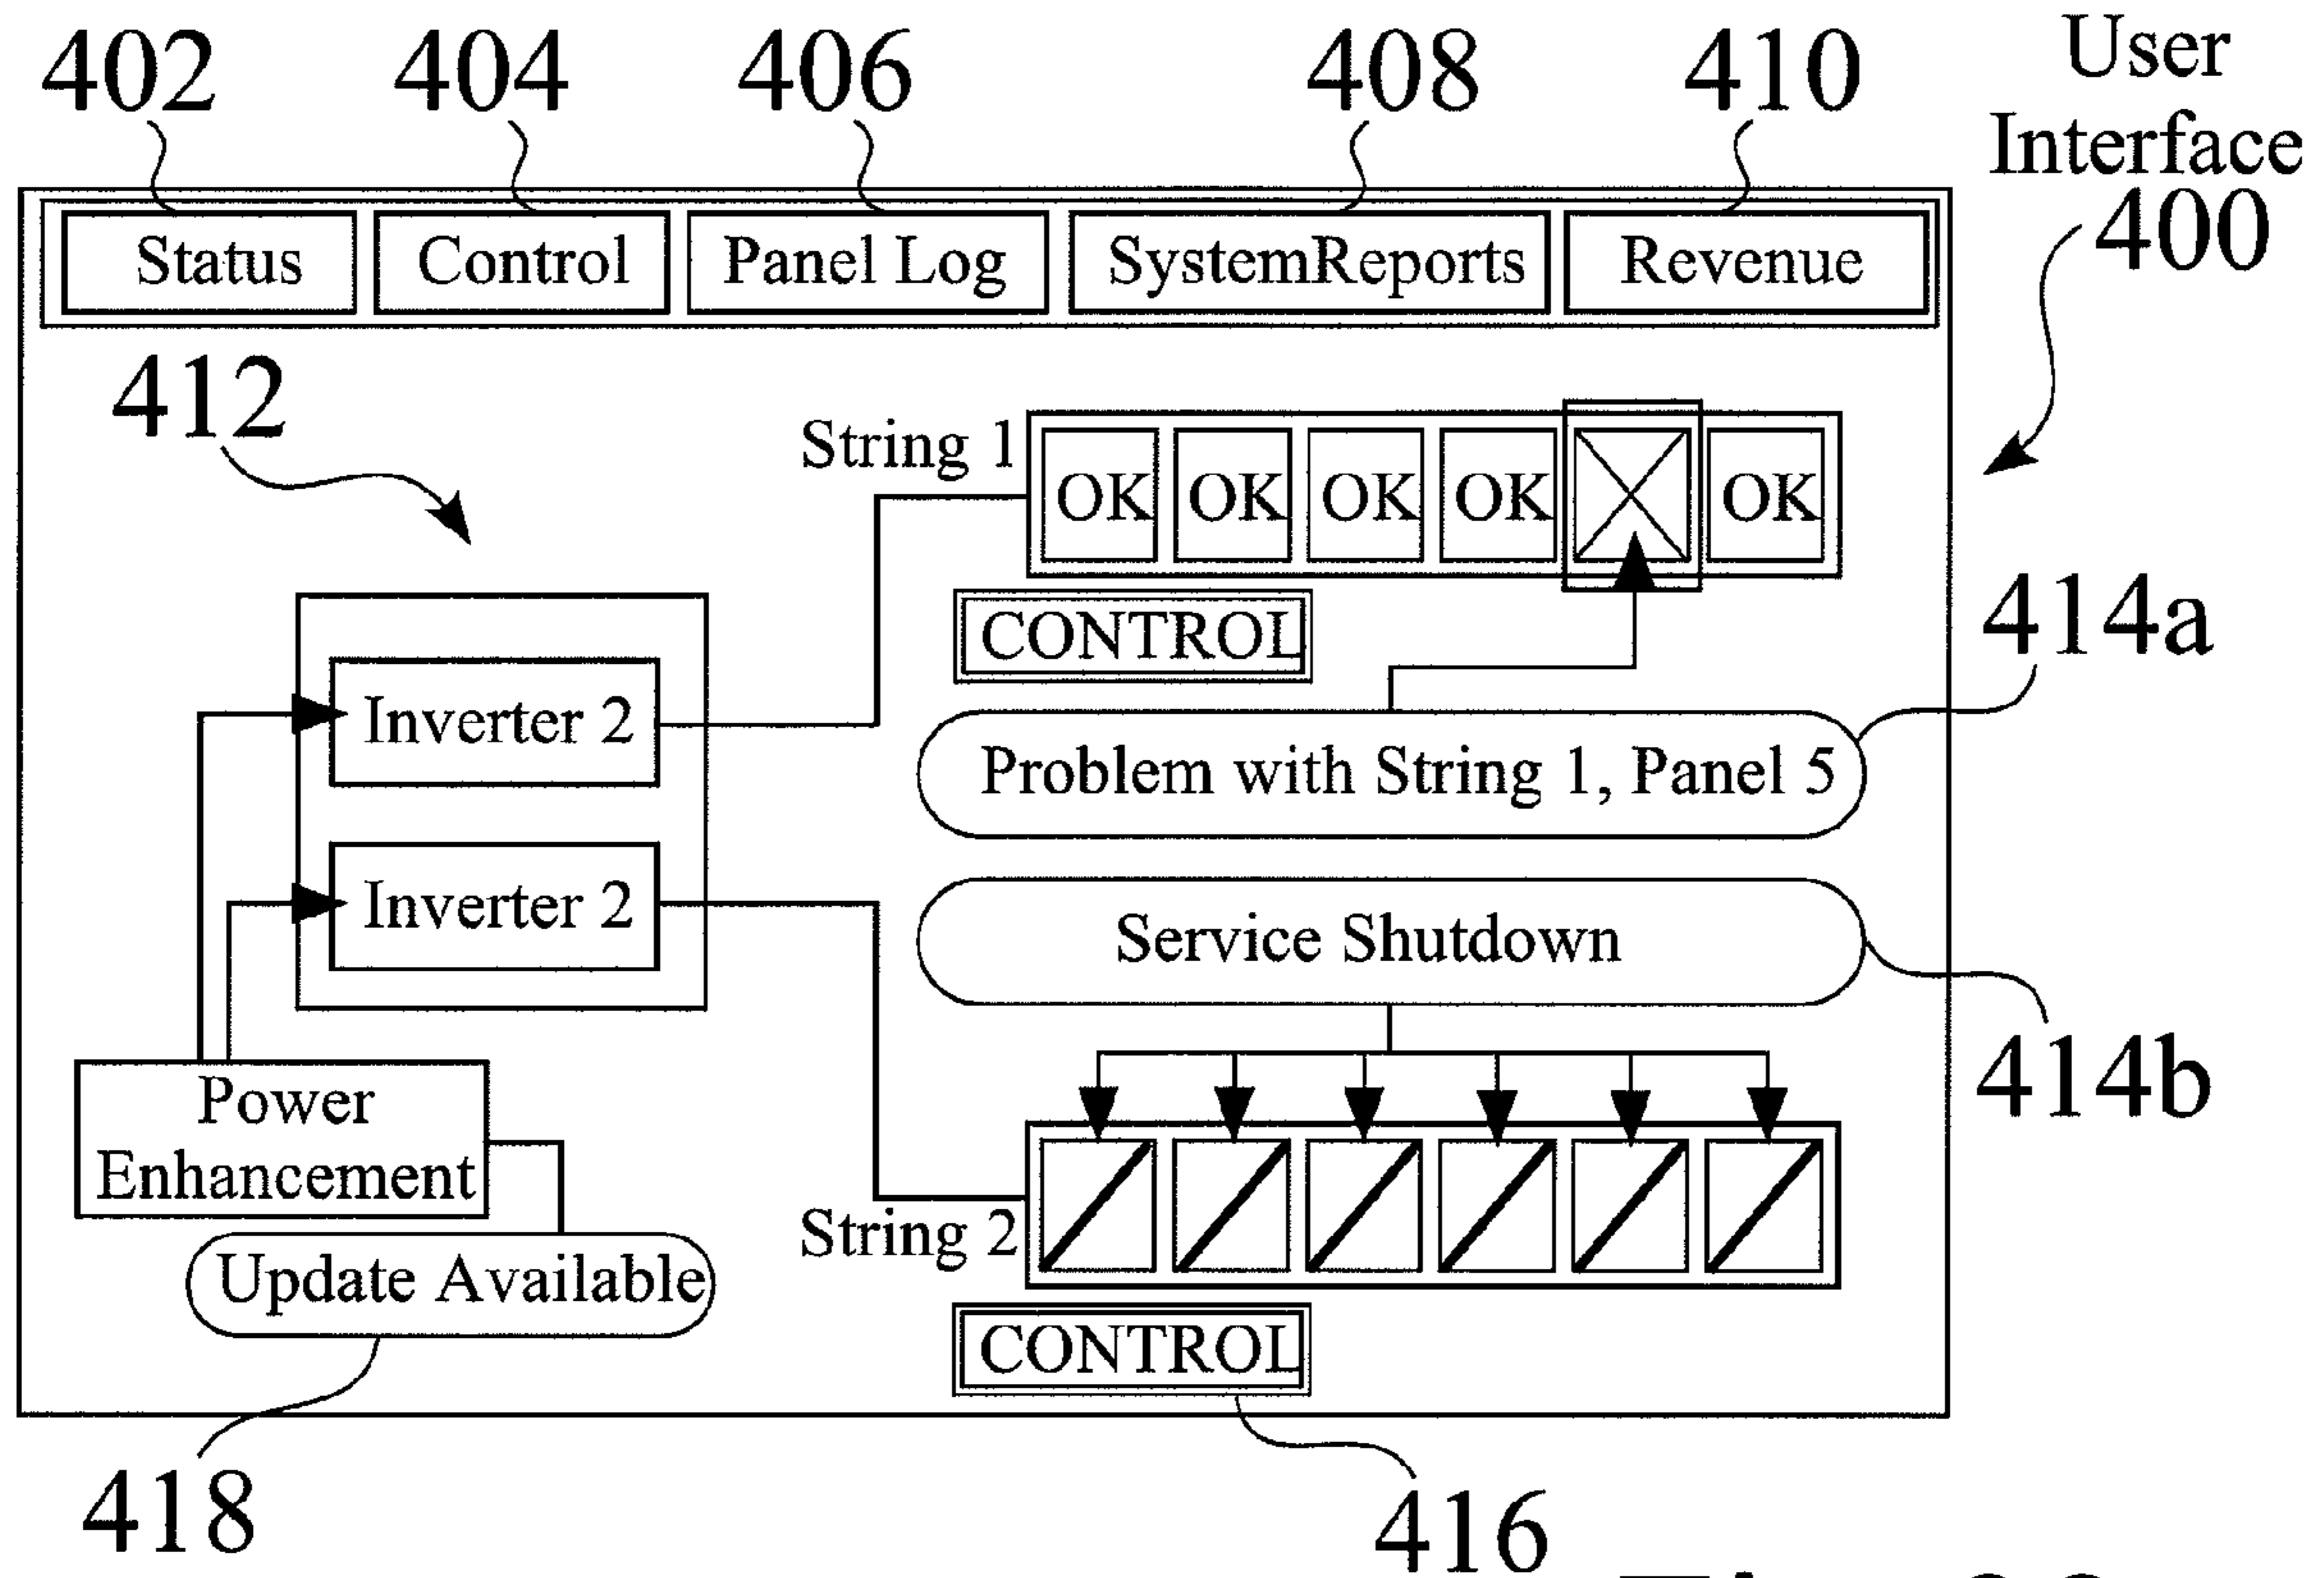 402 404 406 408 410 User
Interface
400
Status Control Panel Log SystemReports Revenue
412
String 1
OK OK OK OK OK
CONTROL
414a
Inverter 2
Problem with String 1, Panel 5
Inverter 2
Service Shutdown
414b
Power
Enhancement
String 2
Update Available
CONTROL
418
416